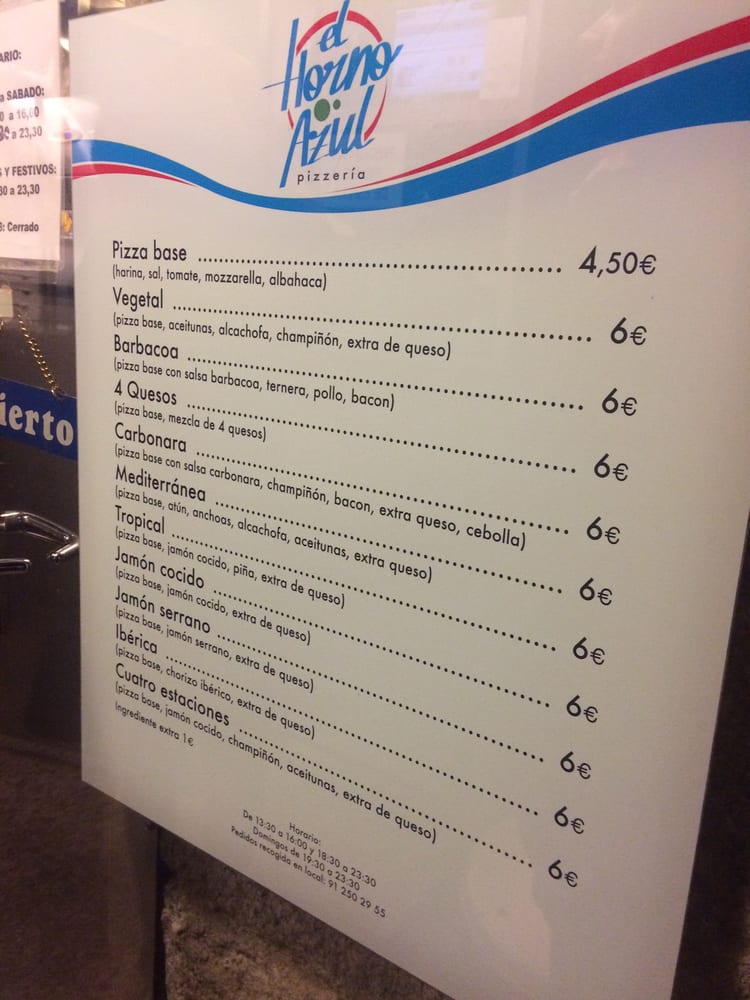 ARIO:
a SABADO:
0 a 16,00
a 23,30
Y FESTIVOS:
30 a 23,30
: Cerrado
ierto
el
Horno
Azul
pizzería
Pizza base ........ 4,50€
(harina, sal, tomate, mozzarella, albahaca)
Vegetal ........ 6€
(pizza base, aceitunas, alcachofa, champiñón, extra de queso)
Barbacoa ........ 6€
(pizza base con salsa barbacoa, ternera, pollo, bacon)
4 Quesos ........ 6€
(pizza base, mezcla de 4 quesos)
Carbonara ........ 6€
(pizza base con salsa carbonara, champiñón, bacon, extra queso, cebolla)
Mediterránea ........ 6€
(pizza base, atún, anchoas, alcachofa, aceitunas, extra queso)
Tropical ........ 6€
(pizza base, jamón cocido, piña, extra de queso)
Jamón cocido ........ 6€
(pizza base, jamón cocido, extra de queso)
Jamón serrano ........ 6€
(pizza base, jamón serrano, extra de queso)
Ibérica ........ 6€
(pizza base, chorizo ibérico, extra de queso)
Cuatro estaciones ........ 6€
(pizza base, jamón cocido, champiñón, aceitunas, extra de queso)
Ingrediente extra 1€
Horario:
De 13:30 a 16:00 y 18:30 a 23:30
Domingos de 19:30 a 23:30
Pedidos recogida en local: 91 250 29 55